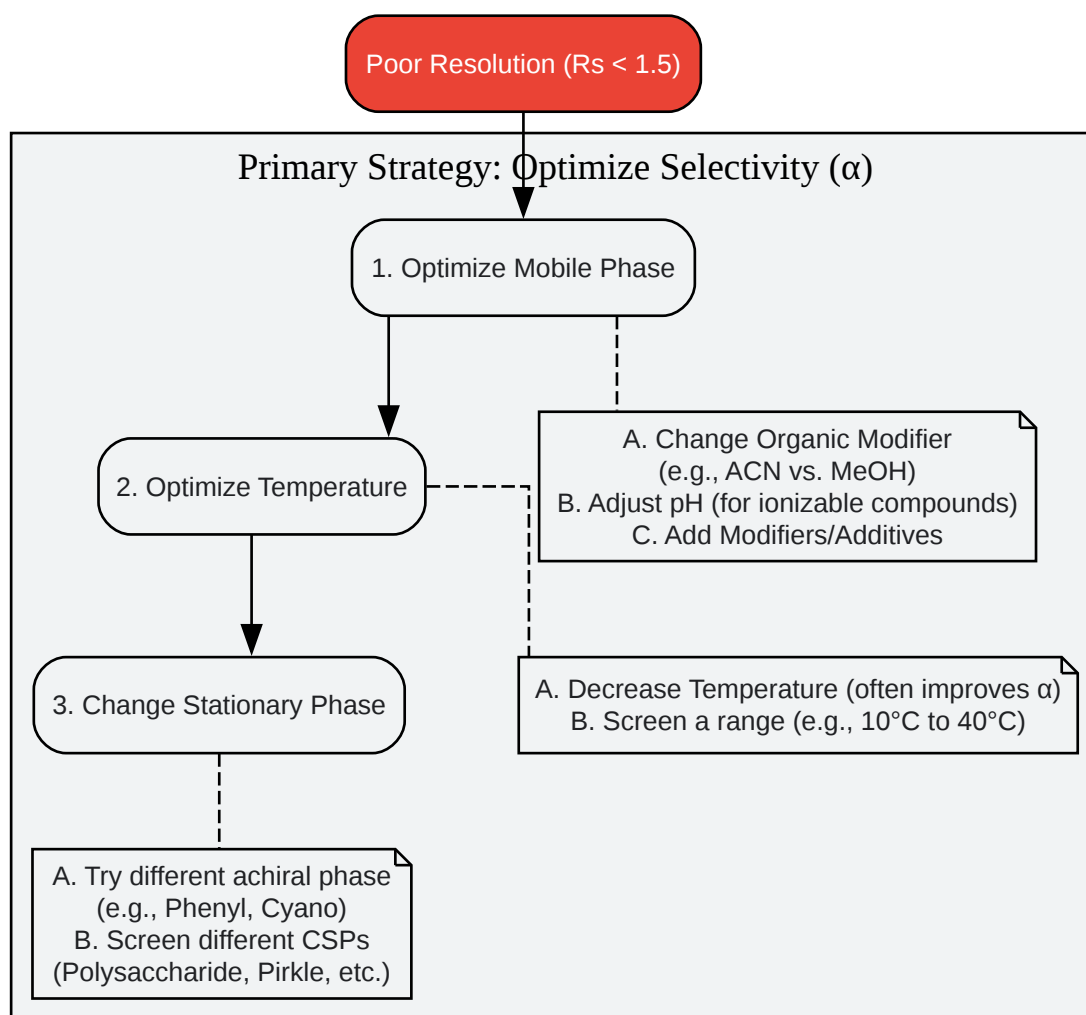 Poor Resolution (Rs < 1.5)
Primary Strategy: Optimize Selectivity (α)
1. Optimize Mobile Phase
A. Change Organic Modifier
(e.g., ACN vs. MeOH)
B. Adjust pH (for ionizable compounds)
C. Add Modifiers/Additives
2. Optimize Temperature
A. Decrease Temperature (often improves α)
B. Screen a range (e.g., 10°C to 40°C)
3. Change Stationary Phase
A. Try different achiral phase
(e.g., Phenyl, Cyano)
B. Screen different CSPs
(Polysaccharide, Pirkle, etc.)